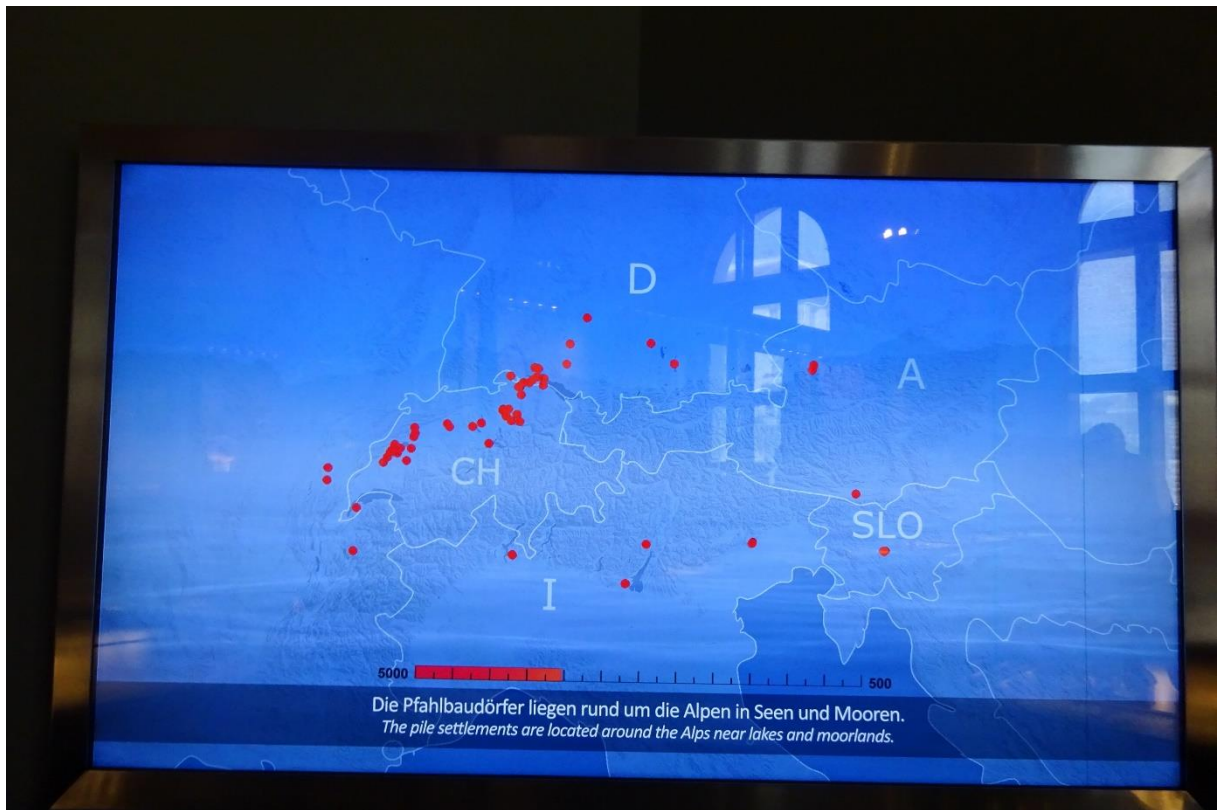 D
A
CH
SLO
I
5000 500
Die Pfahlbaudörfer liegen rund um die Alpen in Seen und Mooren.
The pile settlements are located around the Alps near lakes and moorlands.